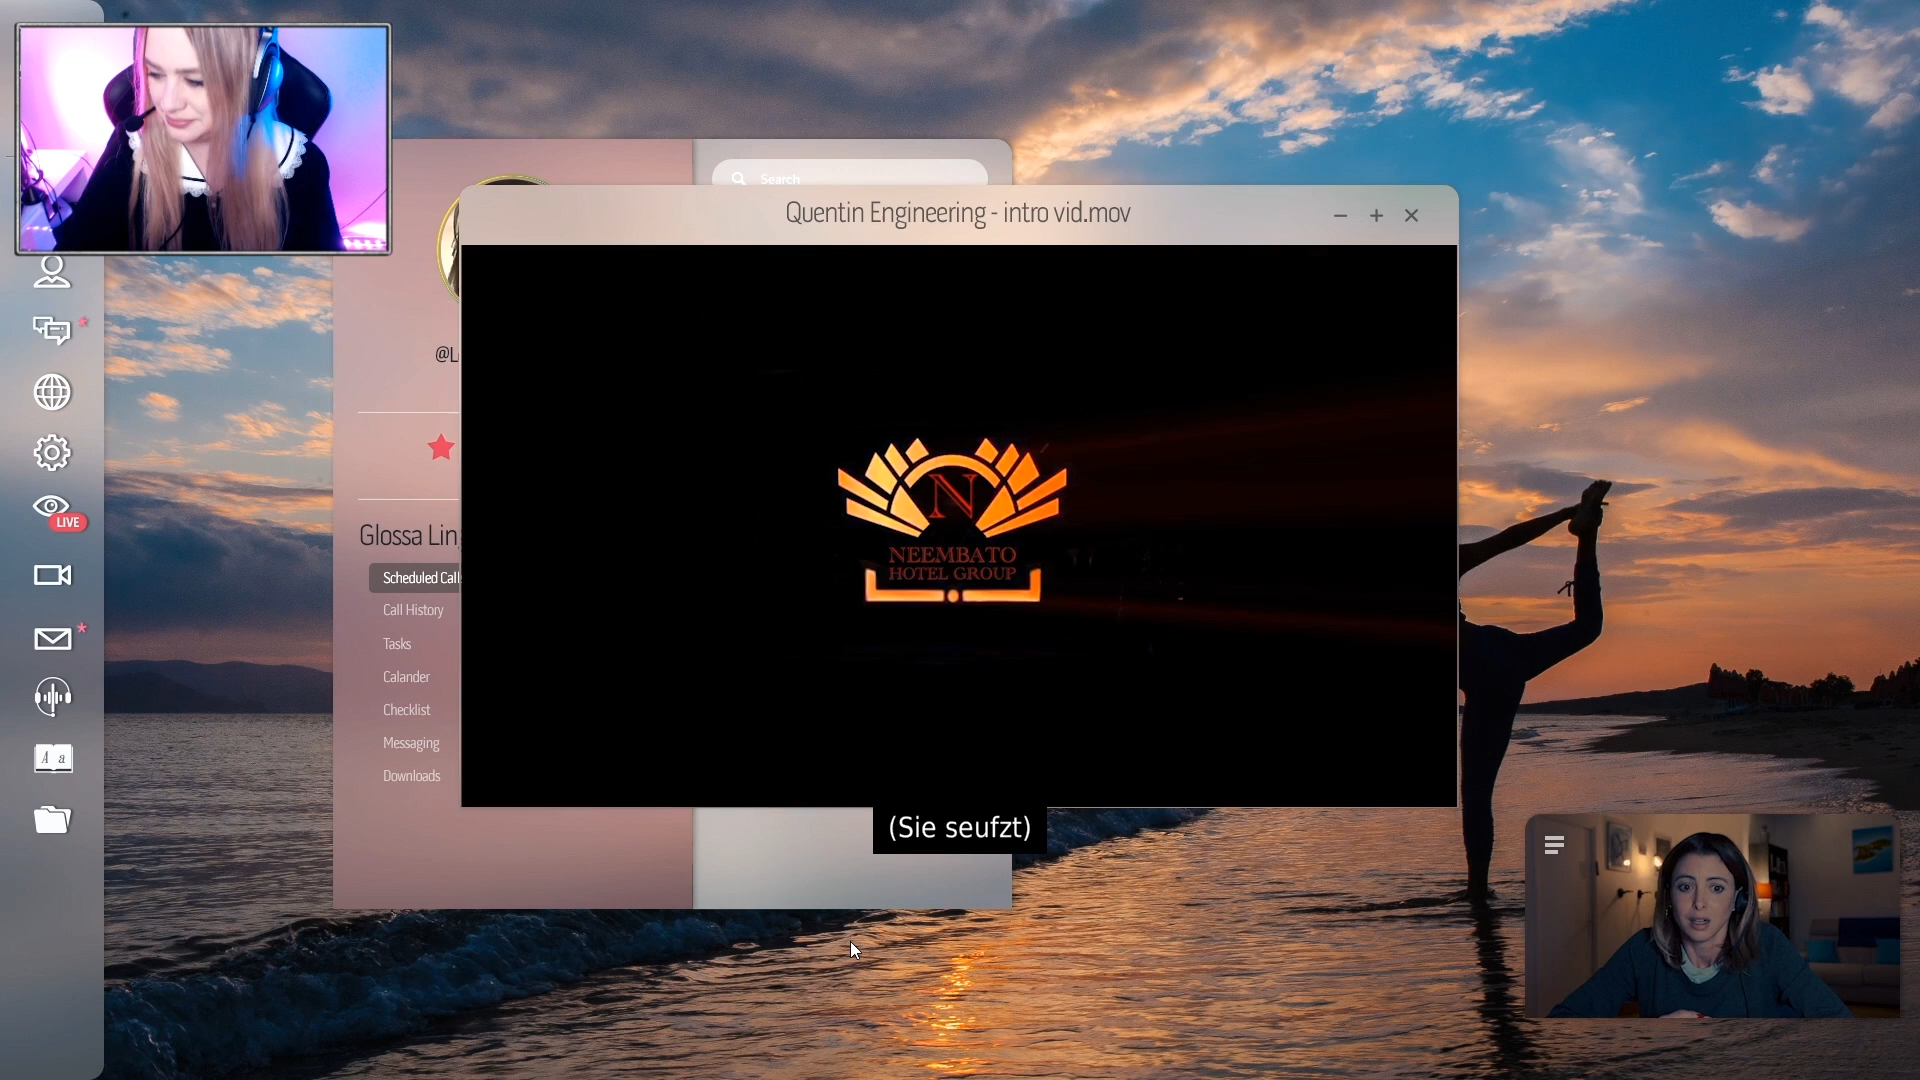 Search
Quentin Engineering - intro vid.mov
@L
NEEMBATO
HOTEL GROUP
N
LIVE
Glossa Lin
Scheduled Call
Call History
Tasks
Calander
Checklist
Messaging
Downloads
A a
(Sie seufzt)